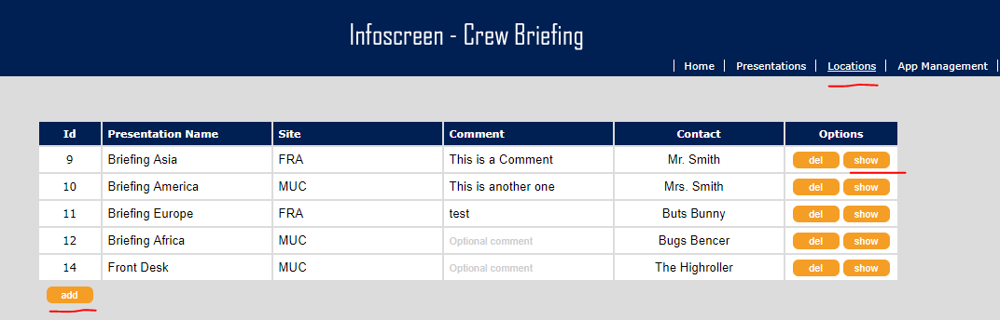 Infoscreen - Crew Briefing
Home Presentations Locations App Management
Id Presentation Name Site Comment Contact Options
9 Briefing Asia FRA This is a Comment Mr. Smith del show
10 Briefing America MUC This is another one Mrs. Smith del show
11 Briefing Europe FRA test Buts Bunny del show
12 Briefing Africa MUC Optional comment Bugs Bencer del show
14 Front Desk MUC Optional comment The Highroller del show
add